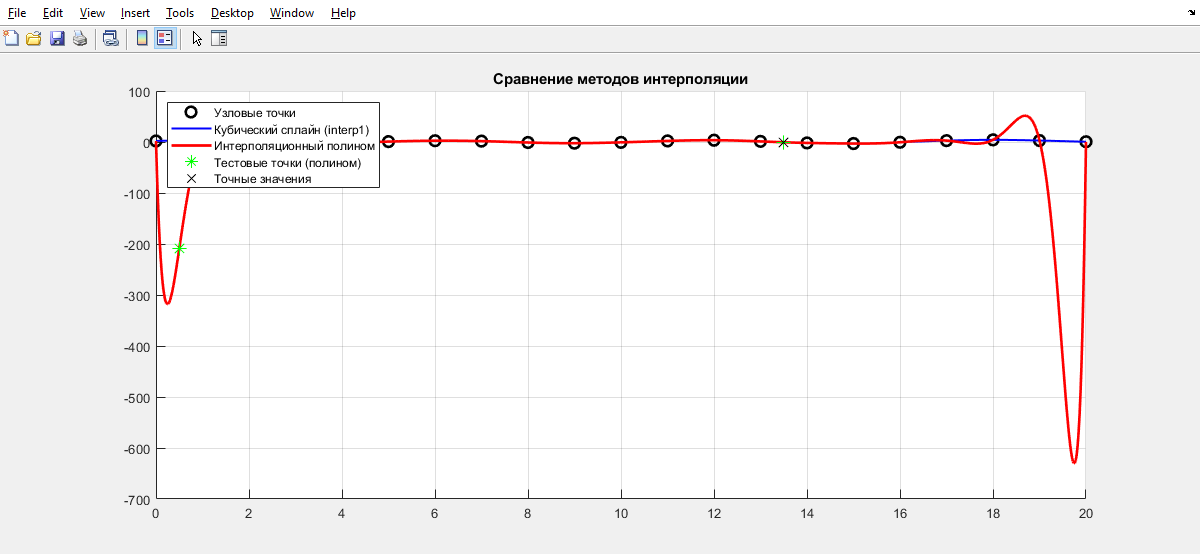 File Edit View Insert Tools Desktop Window Help
Сравнение методов интерполяции
100
0
-100
-200
-300
-400
-500
-600
-700
Узловые точки
Кубический сплайн (interp1)
Интерполяционный полином
Тестовые точки (полином)
Точные значения
0 2 4 6 8 10 12 14 16 18 20